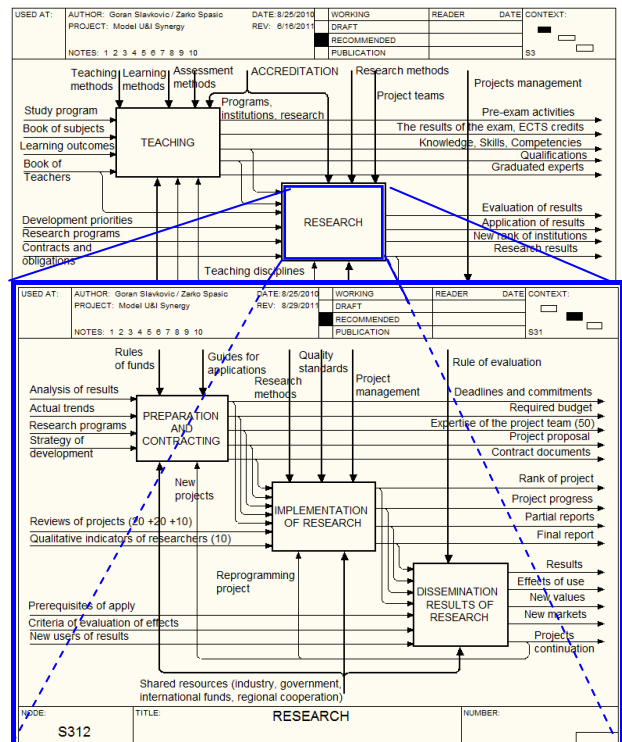 USED AT: AUTHOR: Goran Slavkovic / Zarko Spasic DATE: 8/25/2010 WORKING READER DATE CONTEXT:
PROJECT: Model U&I Synergy REV: 6/16/2011 DRAFT
RECOMMENDED
NOTES: 1 2 3 4 5 6 7 8 9 10 PUBLICATION S3
Teaching methods
Learning methods
Assessment methods
ACCREDITATION
Research methods
Projects management
Programs, institutions, research
Project teams
Study program
Book of subjects
Learning outcomes
Book of Teachers
TEACHING
Pre-exam activities
The results of the exam, ECTS credits
Knowledge, Skills, Competencies
Qualifications
Graduated experts
Development priorities
Research programs
Contracts and obligations
RESEARCH
Evaluation of results
Application of results
New rank of institutions
Research results
Teaching disciplines
USED AT: AUTHOR: Goran Slavkovic / Zarko Spasic DATE: 8/25/2010 WORKING READER DATE CONTEXT:
PROJECT: Model U&I Synergy REV: 8/29/2011 DRAFT
RECOMMENDED
NOTES: 1 2 3 4 5 6 7 8 9 10 PUBLICATION S31
Rules of funds
Guides for applications
Quality standards
Research methods
Project management
Rule of evaluation
Analysis of results
Actual trends
Research programs
Strategy of development
PREPARATION
AND
CONTRACTING
Deadlines and commitments
Required budget
Expertise of the project team (50)
Project proposal
Contract documents
New projects
Reviews of projects (20 +20 +10)
Qualitative indicators of researchers (10)
IMPLEMENTATION
OF RESEARCH
Rank of project
Project progress
Partial reports
Final report
Reprogramming project
Prerequisites of apply
Criteria of evaluation of effects
New users of results
DISSEMINATION
RESULTS OF
RESEARCH
Results
Effects of use
New values
New markets
Projects continuation
Shared resources (industry, government,
international funds, regional cooperation)
NODE: TITLE: RESEARCH NUMBER:
S312